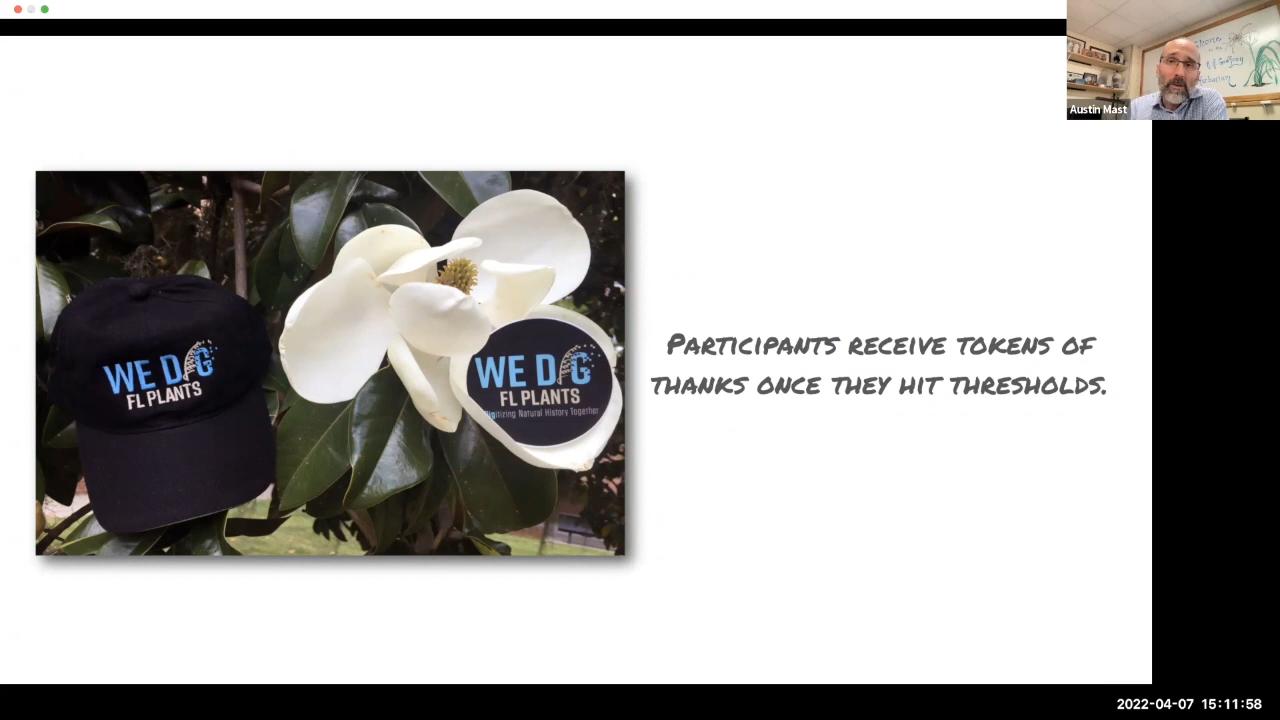 Austin Mast
WE DIG
FL PLANTS
WE DIG
FL PLANTS
Digitizing Natural History Together
PARTICIPANTS RECEIVE TOKENS OF
THANKS ONCE THEY HIT THRESHOLDS.
2022-04-07 15:11:58